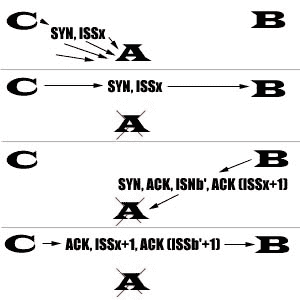 C B
SYN, ISSx
A
C SYN, ISSx B
A
C B
SYN, ACK, ISNb', ACK (ISSx+1)
A
C ACK, ISSx+1, ACK (ISSb'+1) B
A